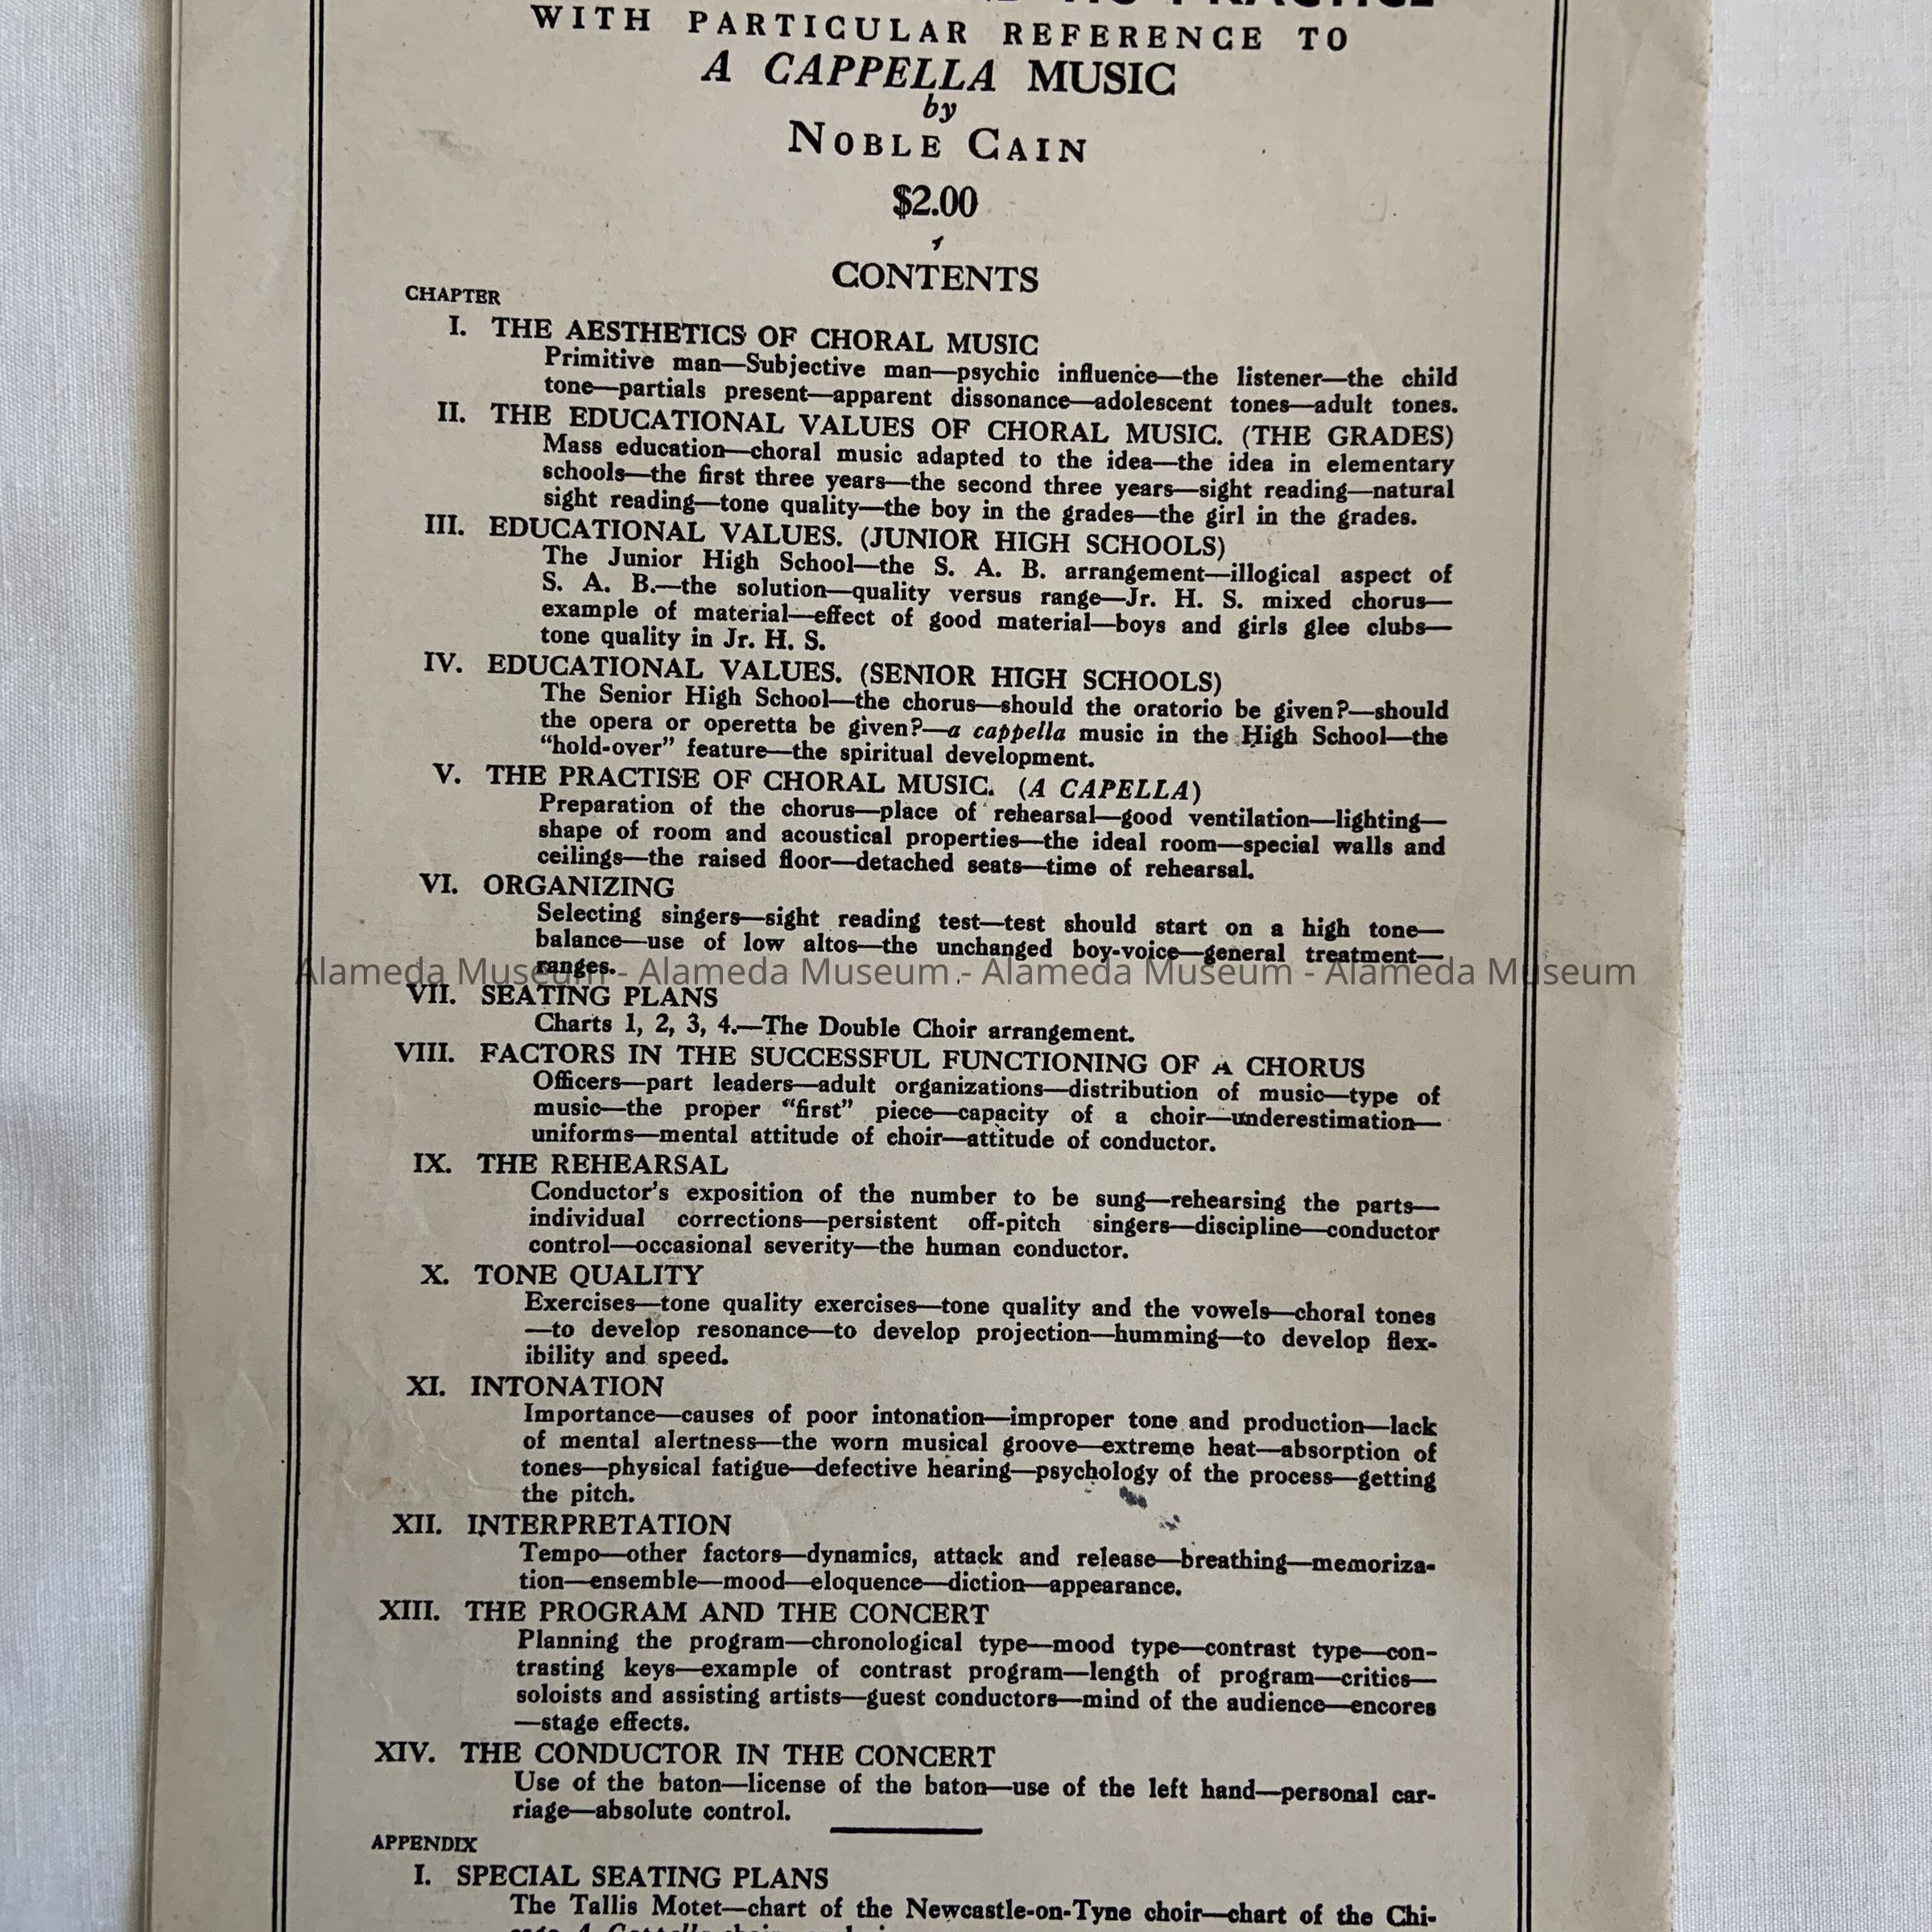 PRACTICE
WITH PARTICULAR REFERENCE TO
A CAPPELLA MUSIC
by
NOBLE CAIN
$2.00
CONTENTS
CHAPTER
I. THE AESTHETICS OF CHORAL MUSIC
Primitive man—Subjective man—psychic influence—the listener—the child
tone—partials present—apparent dissonance—adolescent tones—adult tones.
II. THE EDUCATIONAL VALUES OF CHORAL MUSIC. (THE GRADES)
Mass education—choral music adapted to the idea—the idea in elementary
schools—the first three years—the second three years—sight reading—natural
sight reading—tone quality—the boy in the grades—the girl in the grades.
III. EDUCATIONAL VALUES. (JUNIOR HIGH SCHOOLS)
The Junior High School—the S. A. B. arrangement—illogical aspect of
S. A. B.—the solution—quality versus range—Jr. H. S. mixed chorus—
example of material—effect of good material—boys and girls glee clubs—
tone quality in Jr. H. S.
IV. EDUCATIONAL VALUES. (SENIOR HIGH SCHOOLS)
The Senior High School—the chorus—should the oratorio be given?—should
the opera or operetta be given?—a cappella music in the High School—the
“hold-over” feature—the spiritual development.
V. THE PRACTISE OF CHORAL MUSIC. (A CAPELLA)
Preparation of the chorus—place of rehearsal—good ventilation—lighting—
shape of room and acoustical properties—the ideal room—special walls and
ceilings—the raised floor—detached seats—time of rehearsal.
VI. ORGANIZING
Selecting singers—sight reading test—test should start on a high tone—
balance—use of low altos—the unchanged boy-voice—general treatment—
ranges.
Alameda Museum - Alameda Museum - Alameda Museum - Alameda Museum
VII. SEATING PLANS
Charts 1, 2, 3, 4.—The Double Choir arrangement.
VIII. FACTORS IN THE SUCCESSFUL FUNCTIONING OF A CHORUS
Officers—part leaders—adult organizations—distribution of music—type of
music—the proper “first” piece—capacity of a choir—underestimation—
uniforms—mental attitude of choir—attitude of conductor.
IX. THE REHEARSAL
Conductor's exposition of the number to be sung—rehearsing the parts—
individual corrections—persistent off-pitch singers—discipline—conductor
control—occasional severity—the human conductor.
X. TONE QUALITY
Exercises—tone quality exercises—tone quality and the vowels—choral tones
—to develop resonance—to develop projection—humming—to develop flex-
ibility and speed.
XI. INTONATION
Importance—causes of poor intonation—improper tone and production—lack
of mental alertness—the worn musical groove—extreme heat—absorption of
tones—physical fatigue—defective hearing—psychology of the process—getting
the pitch.
XII. INTERPRETATION
Tempo—other factors—dynamics, attack and release—breathing—memoriza-
tion—ensemble—mood—eloquence—diction—appearance.
XIII. THE PROGRAM AND THE CONCERT
Planning the program—chronological type—mood type—contrast type—con-
trasting keys—example of contrast program—length of program—critics—
soloists and assisting artists—guest conductors—mind of the audience—encores
—stage effects.
XIV. THE CONDUCTOR IN THE CONCERT
Use of the baton—license of the baton—use of the left hand—personal car-
riage—absolute control.
APPENDIX
I. SPECIAL SEATING PLANS
The Tallis Motet—chart of the Newcastle-on-Tyne choir—chart of the Chi-